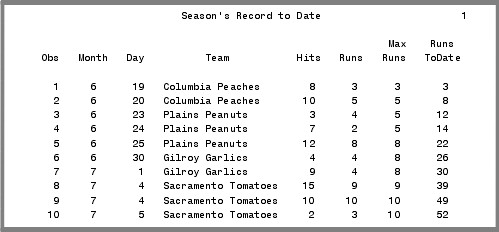 Season's Record to Date 1
Max Runs
Obs Month Day Team Hits Runs Runs ToDate
1 6 19 Columbia Peaches 8 3 3 3
2 6 20 Columbia Peaches 10 5 5 8
3 6 23 Plains Peanuts 3 4 5 12
4 6 24 Plains Peanuts 7 2 5 14
5 6 25 Plains Peanuts 12 8 8 22
6 6 30 Gilroy Garlics 4 4 8 26
7 7 1 Gilroy Garlics 9 4 8 30
8 7 4 Sacramento Tomatoes 15 9 9 39
9 7 4 Sacramento Tomatoes 10 10 10 49
10 7 5 Sacramento Tomatoes 2 3 10 52